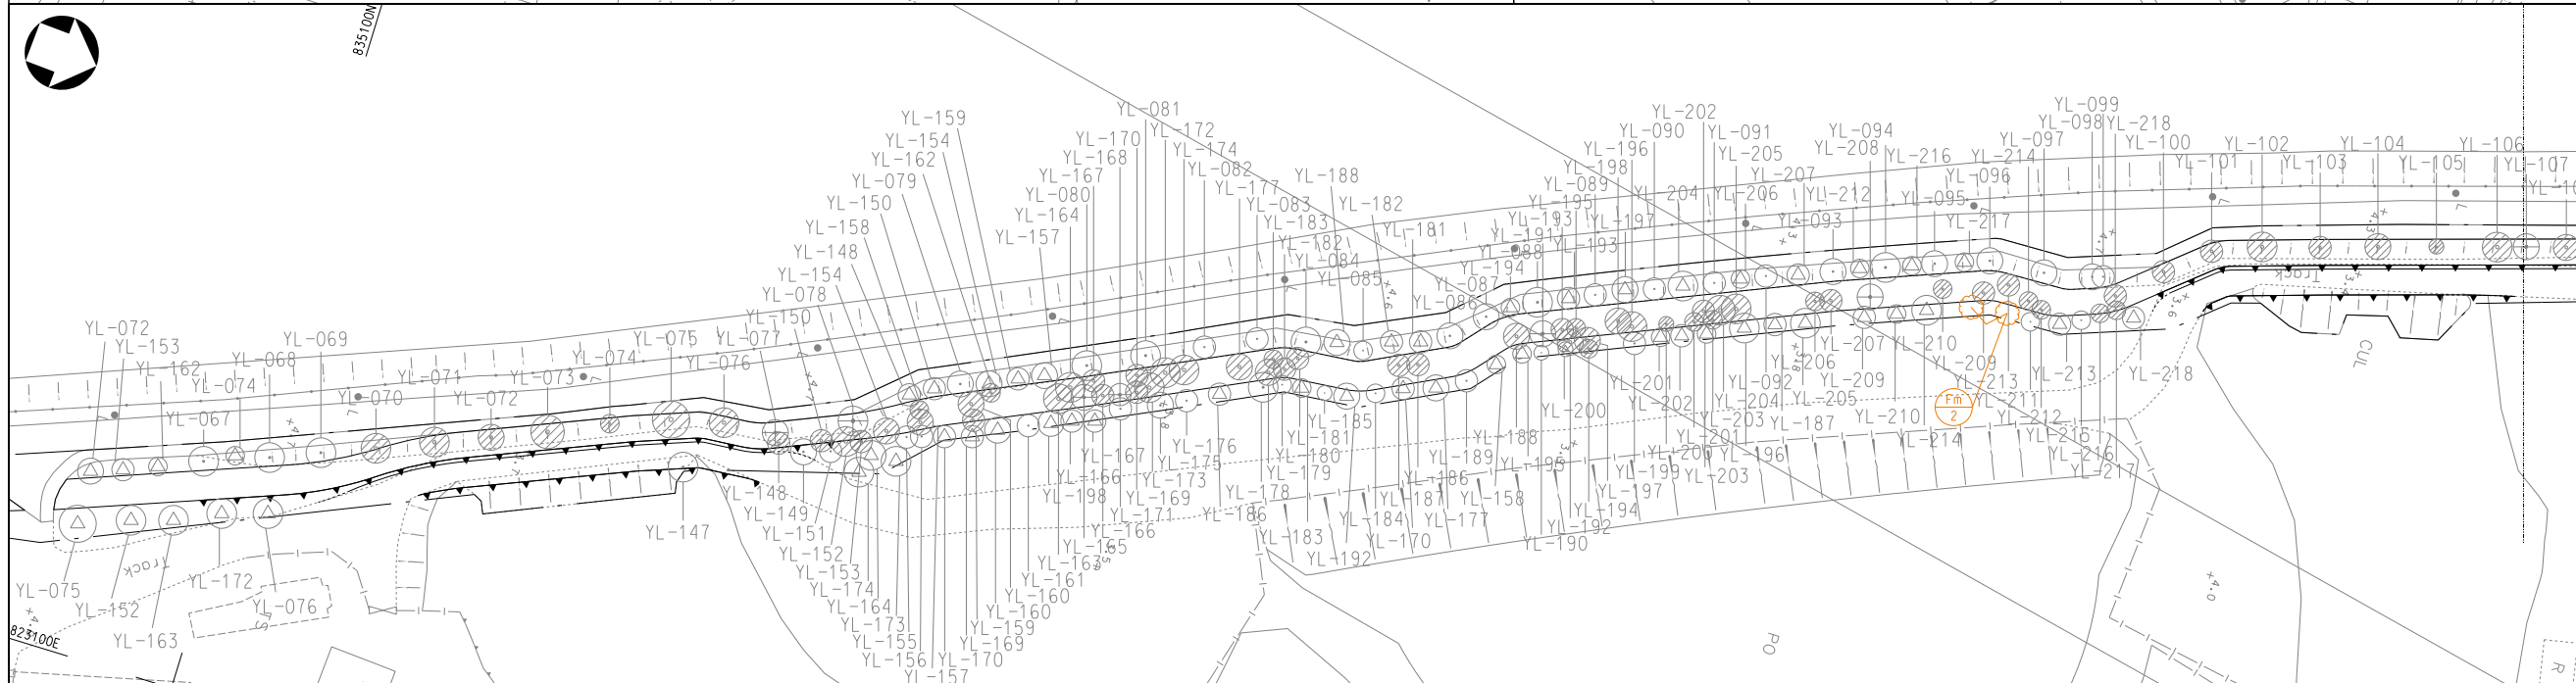 835100N
YL-159
YL-154
YL-162
YL-079
YL-150
YL-158
YL-148
YL-154
YL-078
YL-150
YL-077
YL-081
YL-170
YL-172
YL-168
YL-174
YL-167
YL-082
YL-080
YL-177
YL-164
YL-083
YL-157
YL-183
YL-182
YL-084
YL-085
YL-188
YL-182
YL-181
YL-086
YL-087
YL-194
YL-088
YL-191
YL-193
YL-193
YL-195
YL-197
YL-089
YL-198
YL-196
YL-090
YL-202
YL-091
YL-205
YL-204
YL-206
YL-207
YL-093
YL-212
YL-208
YL-094
YL-216
YL-095
YL-096
YL-214
YL-217
YL-097
YL-098
YL-099
YL-218
YL-100
YL-101
YL-102
YL-103
YL-104
YL-105
YL-106
YL-107
YL-072
YL-153
YL-162
YL-074
YL-067
YL-068
YL-069
YL-070
YL-071
YL-072
YL-073
YL-074
YL-075
YL-076
YL-075
YL-152
YL-163
YL-172
YL-076
Track
TS
823100E
YL-147
YL-148
YL-149
YL-151
YL-152
YL-153
YL-174
YL-164
YL-173
YL-155
YL-156
YL-157
YL-170
YL-169
YL-159
YL-160
YL-160
YL-161
YL-163
YL-165
YL-166
YL-198
YL-166
YL-167
YL-171
YL-169
YL-173
YL-175
YL-176
YL-186
YL-178
YL-179
YL-180
YL-181
YL-185
YL-183
YL-192
YL-184
YL-170
YL-187
YL-186
YL-177
YL-189
YL-158
YL-188
YL-195
YL-190
YL-192
YL-194
YL-197
YL-199
YL-200
YL-201
YL-202
YL-200
YL-203
YL-201
YL-196
YL-203
YL-204
YL-092
YL-187
YL-205
YL-206
YL-209
YL-207
YL-210
YL-210
YL-214
YL-209
YL-213
YL-211
YL-212
YL-213
YL-216
YL-216
YL-217
YL-218
Fm
2
Track
CUL
PO
+4.0
R